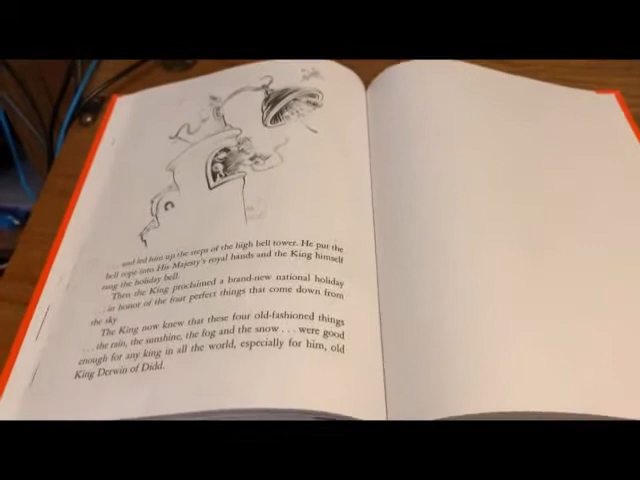 . . . and led him up the steps of the high bell tower. He put the
bell rope into His Majesty's royal hands and the King himself
rang the holiday bell.
Then the King proclaimed a brand-new national holiday
. . . in honor of the four perfect things that come down from
the sky.
The King now knew that these four old-fashioned things
. . . the rain, the sunshine, the fog and the snow . . . were good
enough for any king in all the world, especially for him, old
King Derwin of Didd.